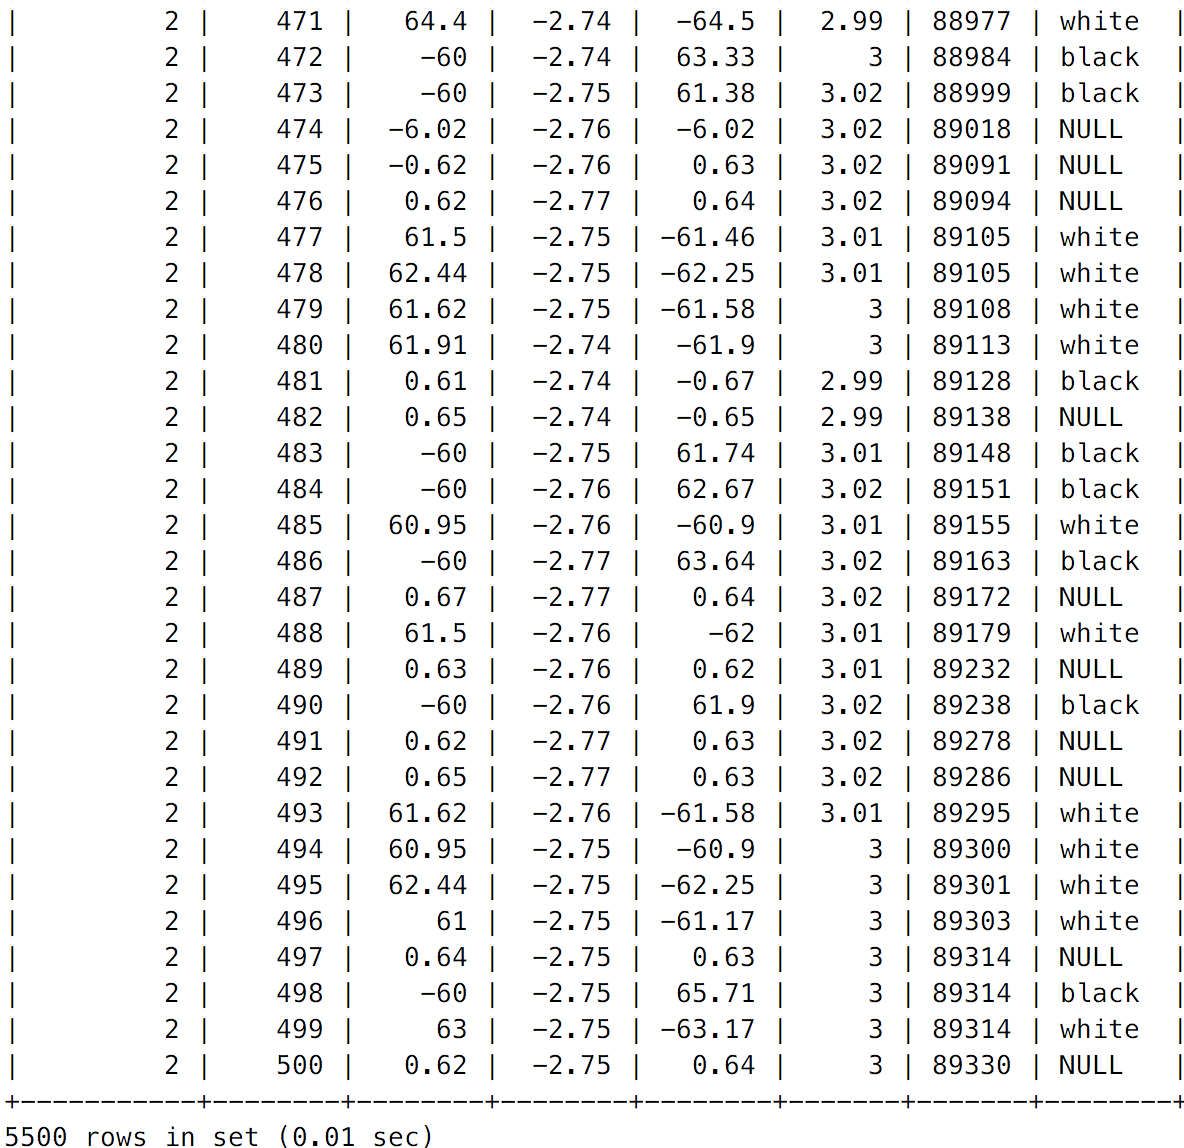 |         2 |    471 |   64.4 |  -2.74 |  -64.5 |  2.99 | 88977 | white  |
|         2 |    472 |    -60 |  -2.74 |  63.33 |     3 | 88984 | black  |
|         2 |    473 |    -60 |  -2.75 |  61.38 |  3.02 | 88999 | black  |
|         2 |    474 |  -6.02 |  -2.76 |  -6.02 |  3.02 | 89018 | NULL   |
|         2 |    475 |  -0.62 |  -2.76 |   0.63 |  3.02 | 89091 | NULL   |
|         2 |    476 |   0.62 |  -2.77 |   0.64 |  3.02 | 89094 | NULL   |
|         2 |    477 |   61.5 |  -2.75 | -61.46 |  3.01 | 89105 | white  |
|         2 |    478 |  62.44 |  -2.75 | -62.25 |  3.01 | 89105 | white  |
|         2 |    479 |  61.62 |  -2.75 | -61.58 |     3 | 89108 | white  |
|         2 |    480 |  61.91 |  -2.74 |  -61.9 |     3 | 89113 | white  |
|         2 |    481 |   0.61 |  -2.74 |  -0.67 |  2.99 | 89128 | black  |
|         2 |    482 |   0.65 |  -2.74 |  -0.65 |  2.99 | 89138 | NULL   |
|         2 |    483 |    -60 |  -2.75 |  61.74 |  3.01 | 89148 | black  |
|         2 |    484 |    -60 |  -2.76 |  62.67 |  3.02 | 89151 | black  |
|         2 |    485 |  60.95 |  -2.76 |  -60.9 |  3.01 | 89155 | white  |
|         2 |    486 |    -60 |  -2.77 |  63.64 |  3.02 | 89163 | black  |
|         2 |    487 |   0.67 |  -2.77 |   0.64 |  3.02 | 89172 | NULL   |
|         2 |    488 |   61.5 |  -2.76 |    -62 |  3.01 | 89179 | white  |
|         2 |    489 |   0.63 |  -2.76 |   0.62 |  3.01 | 89232 | NULL   |
|         2 |    490 |    -60 |  -2.76 |   61.9 |  3.02 | 89238 | black  |
|         2 |    491 |   0.62 |  -2.77 |   0.63 |  3.02 | 89278 | NULL   |
|         2 |    492 |   0.65 |  -2.77 |   0.63 |  3.02 | 89286 | NULL   |
|         2 |    493 |  61.62 |  -2.76 | -61.58 |  3.01 | 89295 | white  |
|         2 |    494 |  60.95 |  -2.75 |  -60.9 |     3 | 89300 | white  |
|         2 |    495 |  62.44 |  -2.75 | -62.25 |     3 | 89301 | white  |
|         2 |    496 |     61 |  -2.75 | -61.17 |     3 | 89303 | white  |
|         2 |    497 |   0.64 |  -2.75 |   0.63 |     3 | 89314 | NULL   |
|         2 |    498 |    -60 |  -2.75 |  65.71 |     3 | 89314 | black  |
|         2 |    499 |     63 |  -2.75 | -63.17 |     3 | 89314 | white  |
|         2 |    500 |   0.62 |  -2.75 |   0.64 |     3 | 89330 | NULL   |
+-----------+--------+--------+--------+--------+-------+-------+--------+
5500 rows in set (0.01 sec)